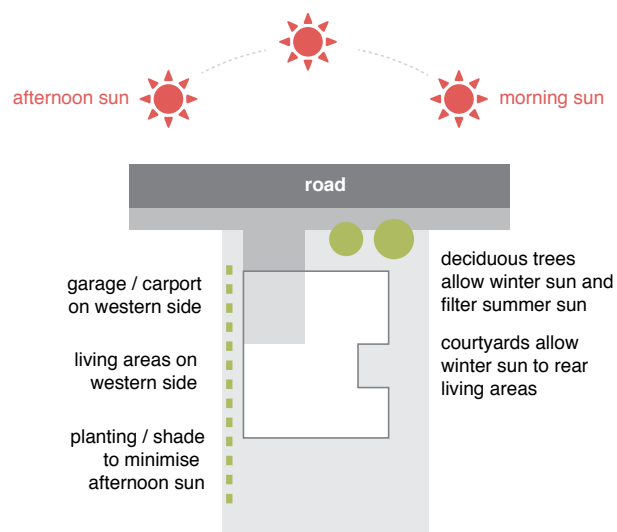 afternoon sun
morning sun
road
garage / carport
on western side
living areas on
western side
planting / shade
to minimise
afternoon sun
deciduous trees
allow winter sun and
filter summer sun
courtyards allow
winter sun to rear
living areas